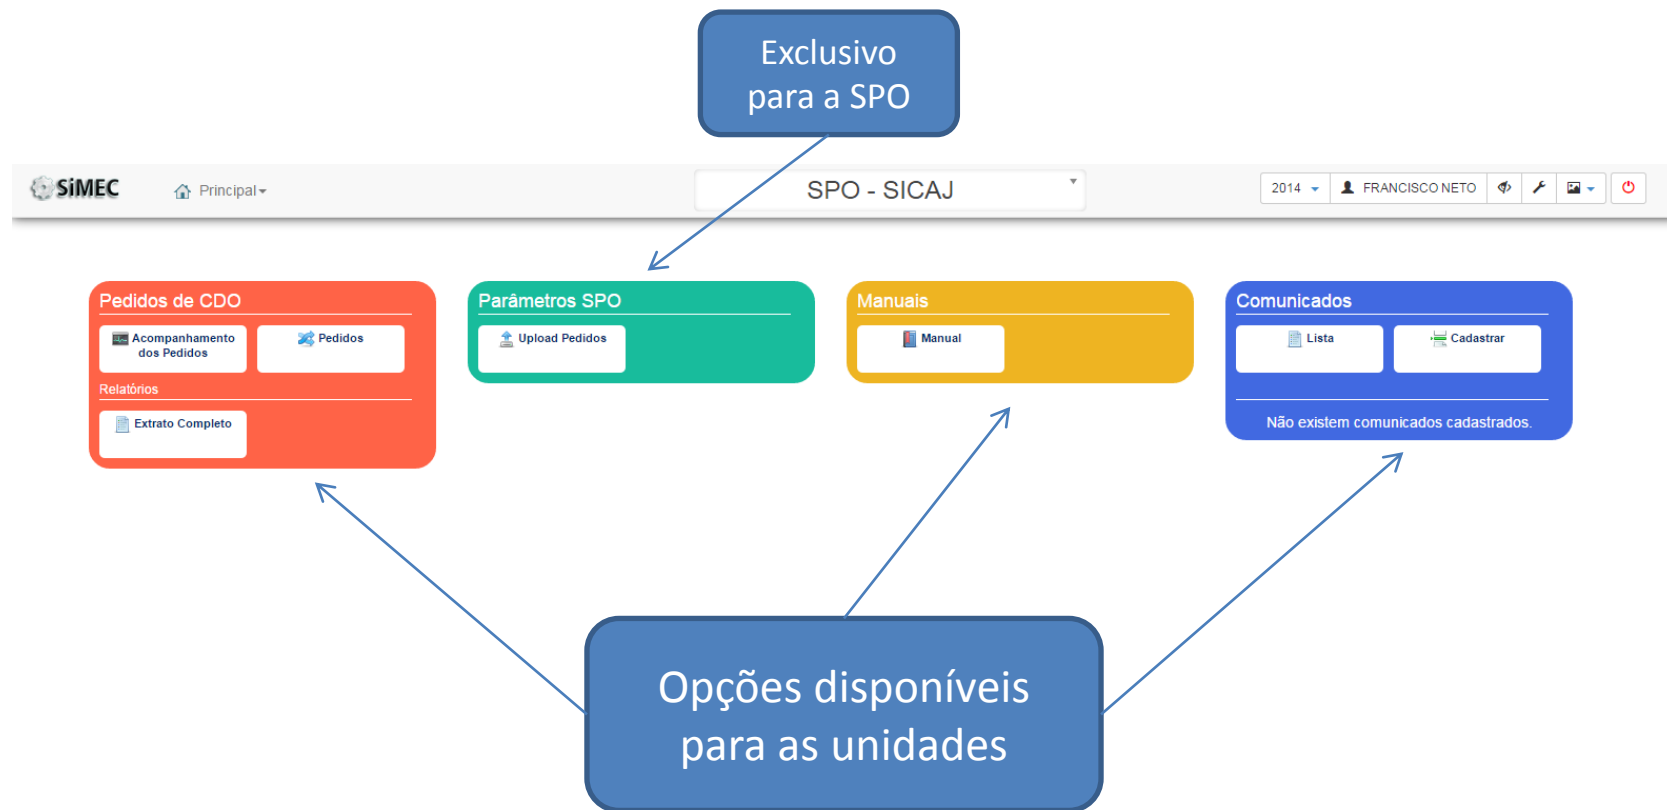 Exclusivo
para a SPO
SiMEC
Principal
SPO - SICAJ
2014
FRANCISCO NETO
Pedidos de CDO
Acompanhamento
dos Pedidos
Pedidos
Relatórios
Extrato Completo
Parâmetros SPO
Upload Pedidos
Manuais
Manual
Comunicados
Lista
Cadastrar
Não existem comunicados cadastrados.
Opções disponíveis
para as unidades